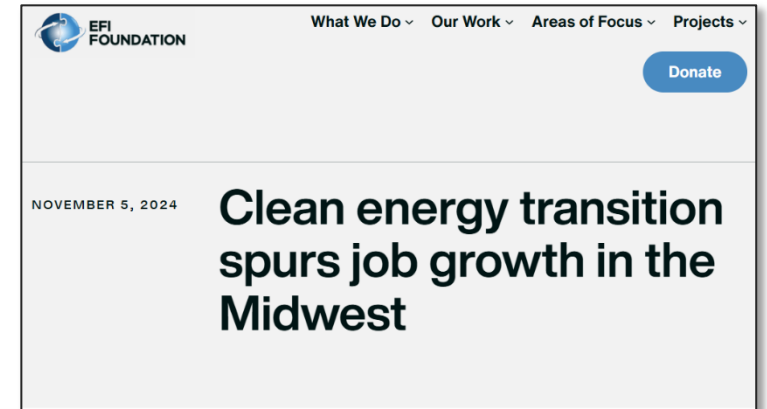 EFI
FOUNDATION
What We Do
Our Work
Areas of Focus
Projects
Donate
NOVEMBER 5, 2024
Clean energy transition
spurs job growth in the
Midwest